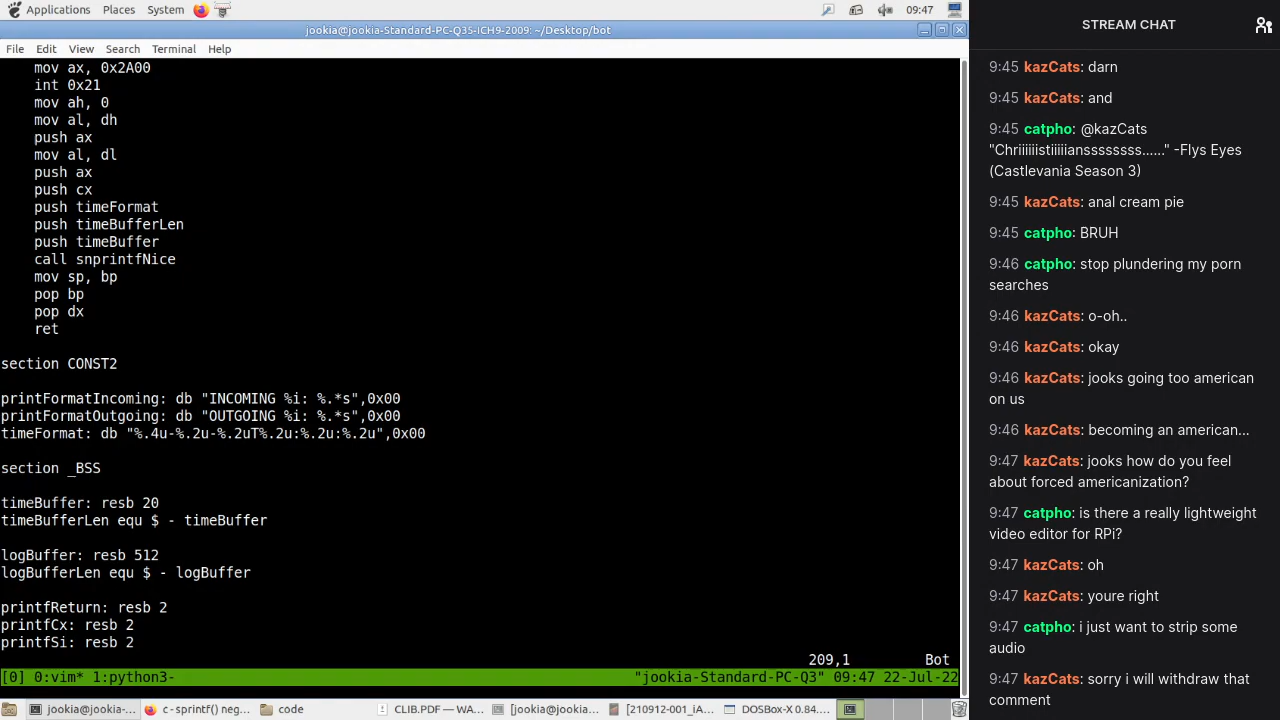 Applications Places System 09:47
jookia@jookia-Standard-PC-Q35-ICH9-2009: ~/Desktop/bot
File Edit View Search Terminal Help
mov ax, 0x2A00
int 0x21
mov ah, 0
mov al, dh
push ax
mov al, dl
push ax
push cx
push timeFormat
push timeBufferLen
push timeBuffer
call snprintfNice
mov sp, bp
pop bp
pop dx
ret
section CONST2
printFormatIncoming: db "INCOMING %i: %.*s",0x00
printFormatOutgoing: db "OUTGOING %i: %.*s",0x00
timeFormat: db "%.4u-%.2u-%.2uT%.2u:%.2u:%.2u",0x00
section _BSS
timeBuffer: resb 20
timeBufferLen equ $ - timeBuffer
logBuffer: resb 512
logBufferLen equ $ - logBuffer
printfReturn: resb 2
printfCx: resb 2
printfSi: resb 2
209,1 Bot
[0] 0:vim* 1:python3- "jookia-Standard-PC-Q3" 09:47 22-Jul-22
jookia@jookia-... c - sprintf() neg... code CLIB.PDF — WA... [jookia@jookia... [210912-001_iA... DOSBox-X 0.84....
STREAM CHAT
9:45 kazCats: darn
9:45 kazCats: and
9:45 catpho: @kazCats
"Chriiiiiistiiiiianssssssss......" -Flys Eyes
(Castlevania Season 3)
9:45 kazCats: anal cream pie
9:45 catpho: BRUH
9:46 catpho: stop plundering my porn
searches
9:46 kazCats: o-oh..
9:46 kazCats: okay
9:46 kazCats: jooks going too american
on us
9:46 kazCats: becoming an american...
9:47 kazCats: jooks how do you feel
about forced americanization?
9:47 catpho: is there a really lightweight
video editor for RPi?
9:47 kazCats: oh
9:47 kazCats: youre right
9:47 catpho: i just want to strip some
audio
9:47 kazCats: sorry i will withdraw that
comment